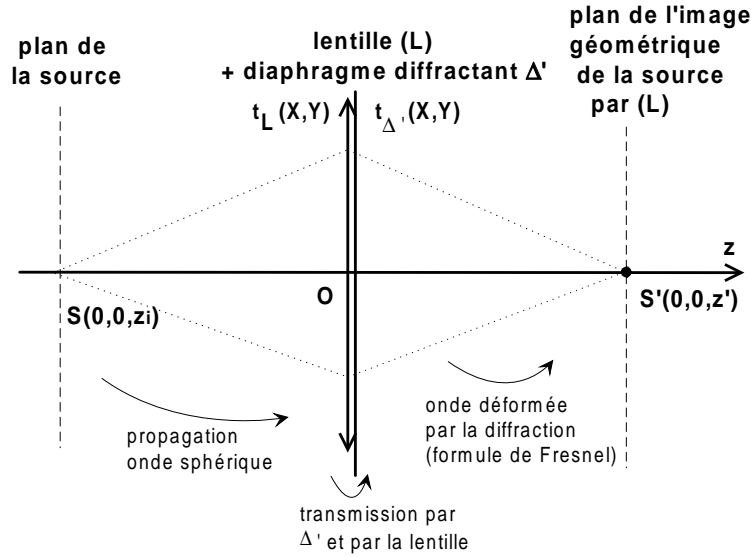 plan de
la source
lentille (L)
+ diaphragme diffractant Δ'
plan de l'image
géométrique
de la source
par (L)
t_L (X,Y)
t_Δ' (X,Y)
z
O
S(0,0,zi)
S'(0,0,z')
propagation
onde sphérique
onde déformée
par la diffraction
(formule de Fresnel)
transmission par
Δ' et par la lentille